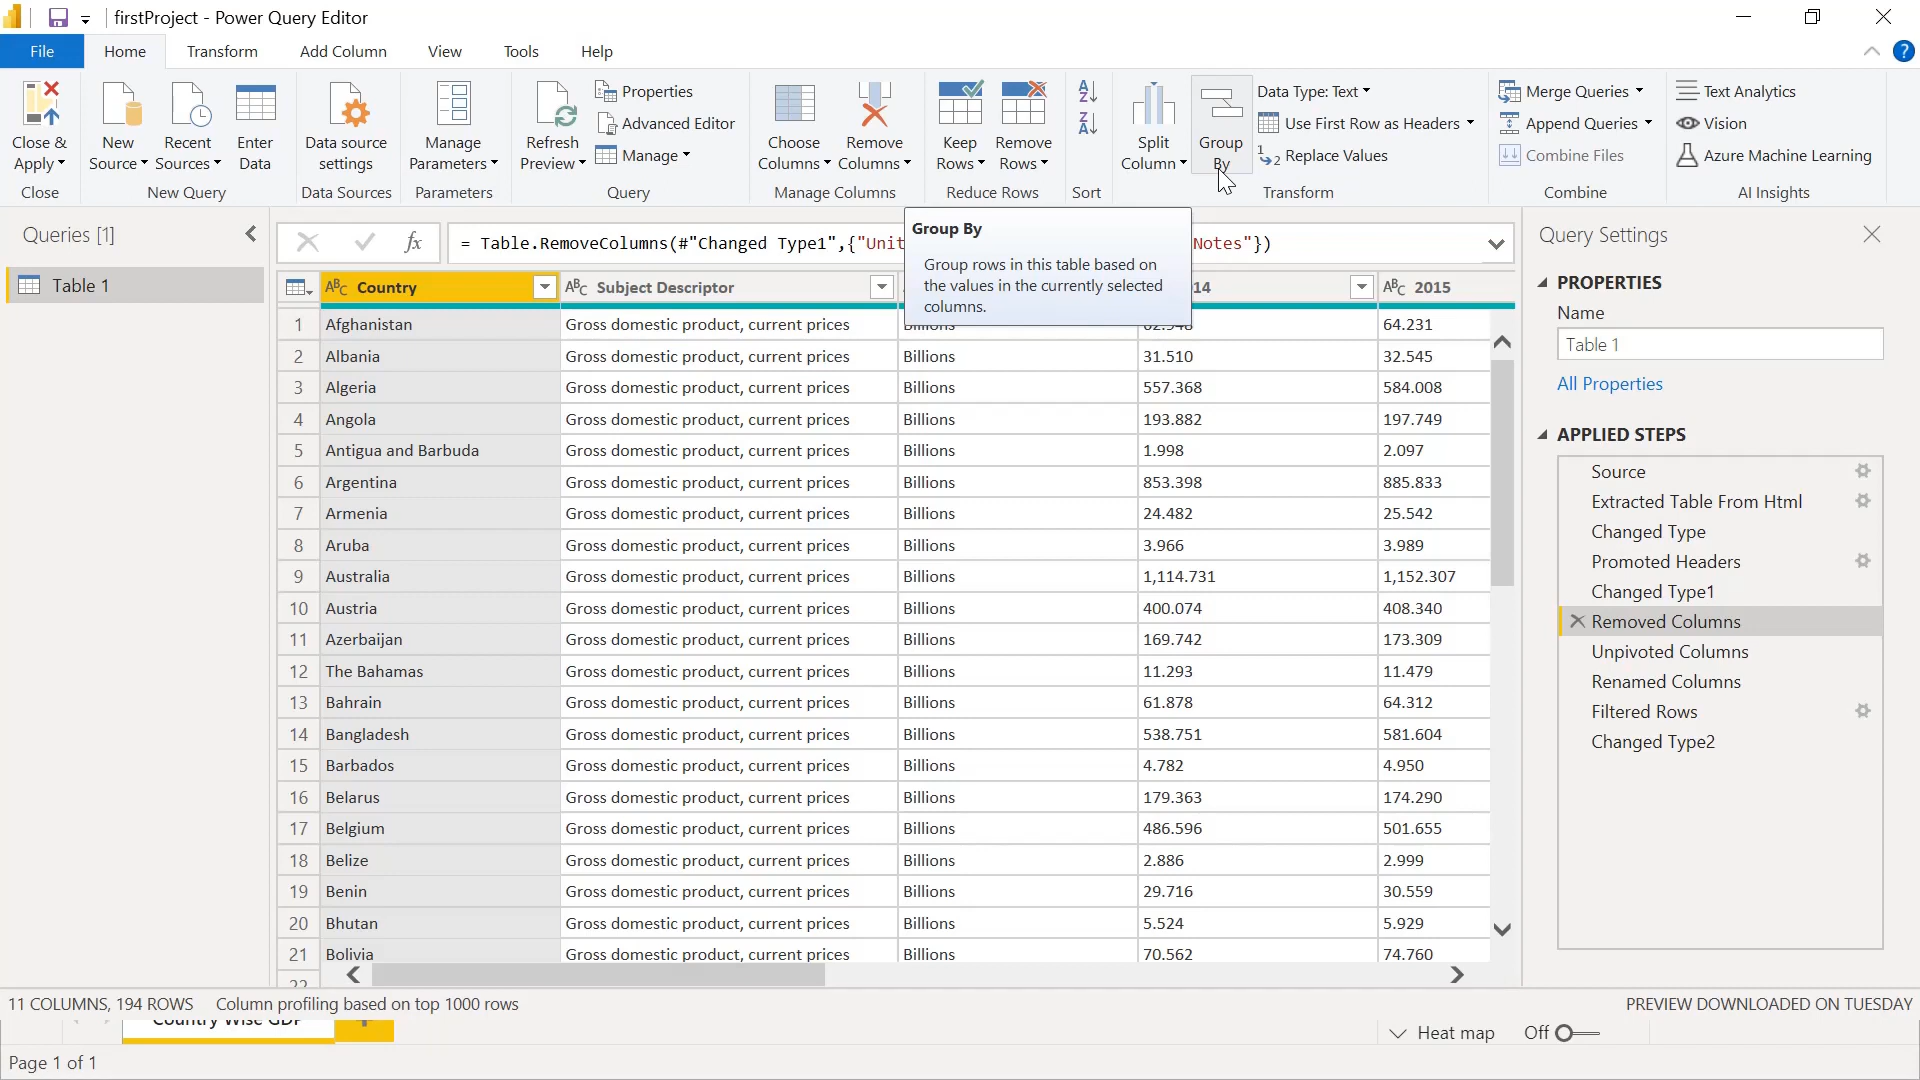 firstProject - Power Query Editor
File Home Transform Add Column View Tools Help
Close & Apply
New Source
Recent Sources
Enter Data
Data source settings
Manage Parameters
Refresh Preview
Properties
Advanced Editor
Manage
Choose Columns
Remove Columns
Keep Rows
Remove Rows
Split Column
Group By
Data Type: Text
Use First Row as Headers
Replace Values
Merge Queries
Append Queries
Combine Files
Text Analytics
Vision
Azure Machine Learning
Close New Query Data Sources Parameters Query Manage Columns Reduce Rows Sort Transform Combine AI Insights
Queries [1]
Table 1
fx = Table.RemoveColumns(#"Changed Type1",{"Unit Notes"})
Group By
Group rows in this table based on
the values in the currently selected
columns.
Country Subject Descriptor 14 2015
1 Afghanistan Gross domestic product, current prices 64.231
2 Albania Gross domestic product, current prices Billions 31.510 32.545
3 Algeria Gross domestic product, current prices Billions 557.368 584.008
4 Angola Gross domestic product, current prices Billions 193.882 197.749
5 Antigua and Barbuda Gross domestic product, current prices Billions 1.998 2.097
6 Argentina Gross domestic product, current prices Billions 853.398 885.833
7 Armenia Gross domestic product, current prices Billions 24.482 25.542
8 Aruba Gross domestic product, current prices Billions 3.966 3.989
9 Australia Gross domestic product, current prices Billions 1,114.731 1,152.307
10 Austria Gross domestic product, current prices Billions 400.074 408.340
11 Azerbaijan Gross domestic product, current prices Billions 169.742 173.309
12 The Bahamas Gross domestic product, current prices Billions 11.293 11.479
13 Bahrain Gross domestic product, current prices Billions 61.878 64.312
14 Bangladesh Gross domestic product, current prices Billions 538.751 581.604
15 Barbados Gross domestic product, current prices Billions 4.782 4.950
16 Belarus Gross domestic product, current prices Billions 179.363 174.290
17 Belgium Gross domestic product, current prices Billions 486.596 501.655
18 Belize Gross domestic product, current prices Billions 2.886 2.999
19 Benin Gross domestic product, current prices Billions 29.716 30.559
20 Bhutan Gross domestic product, current prices Billions 5.524 5.929
21 Bolivia Gross domestic product, current prices Billions 70.562 74.760
Query Settings
PROPERTIES
Name
Table 1
All Properties
APPLIED STEPS
Source
Extracted Table From Html
Changed Type
Promoted Headers
Changed Type1
Removed Columns
Unpivoted Columns
Renamed Columns
Filtered Rows
Changed Type2
11 COLUMNS, 194 ROWS Column profiling based on top 1000 rows
PREVIEW DOWNLOADED ON TUESDAY
Country Wise GDP
Heat map Off
Page 1 of 1